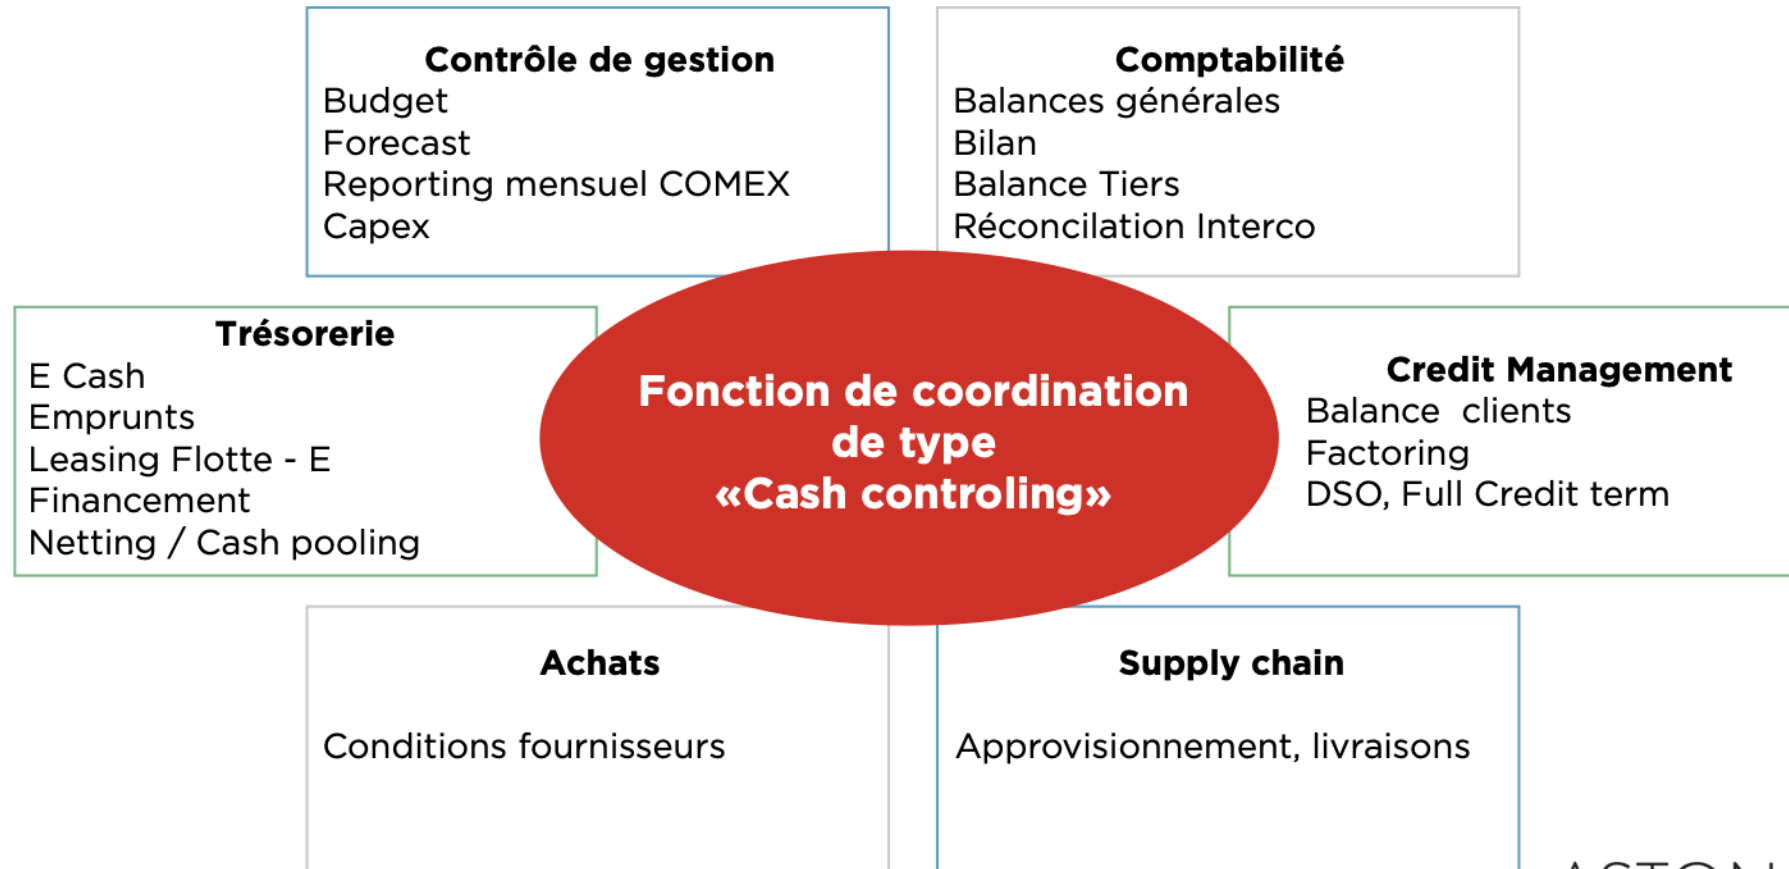 Contrôle de gestion
Budget
Forecast
Reporting mensuel COMEX
Capex
Comptabilité
Balances générales
Bilan
Balance Tiers
Réconcilation Interco
Trésorerie
E Cash
Emprunts
Leasing Flotte - E
Financement
Netting / Cash pooling
Fonction de coordination
de type
«Cash controling»
Credit Management
Balance  clients
Factoring
DSO, Full Credit term
Achats
Conditions fournisseurs
Supply chain
Approvisionnement, livraisons